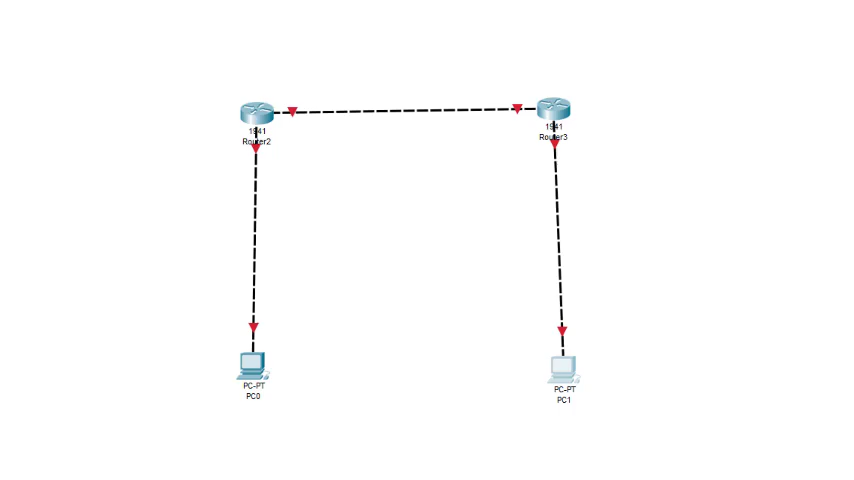 1941
Router2
1941
Router3
PC-PT
PC0
PC-PT
PC1